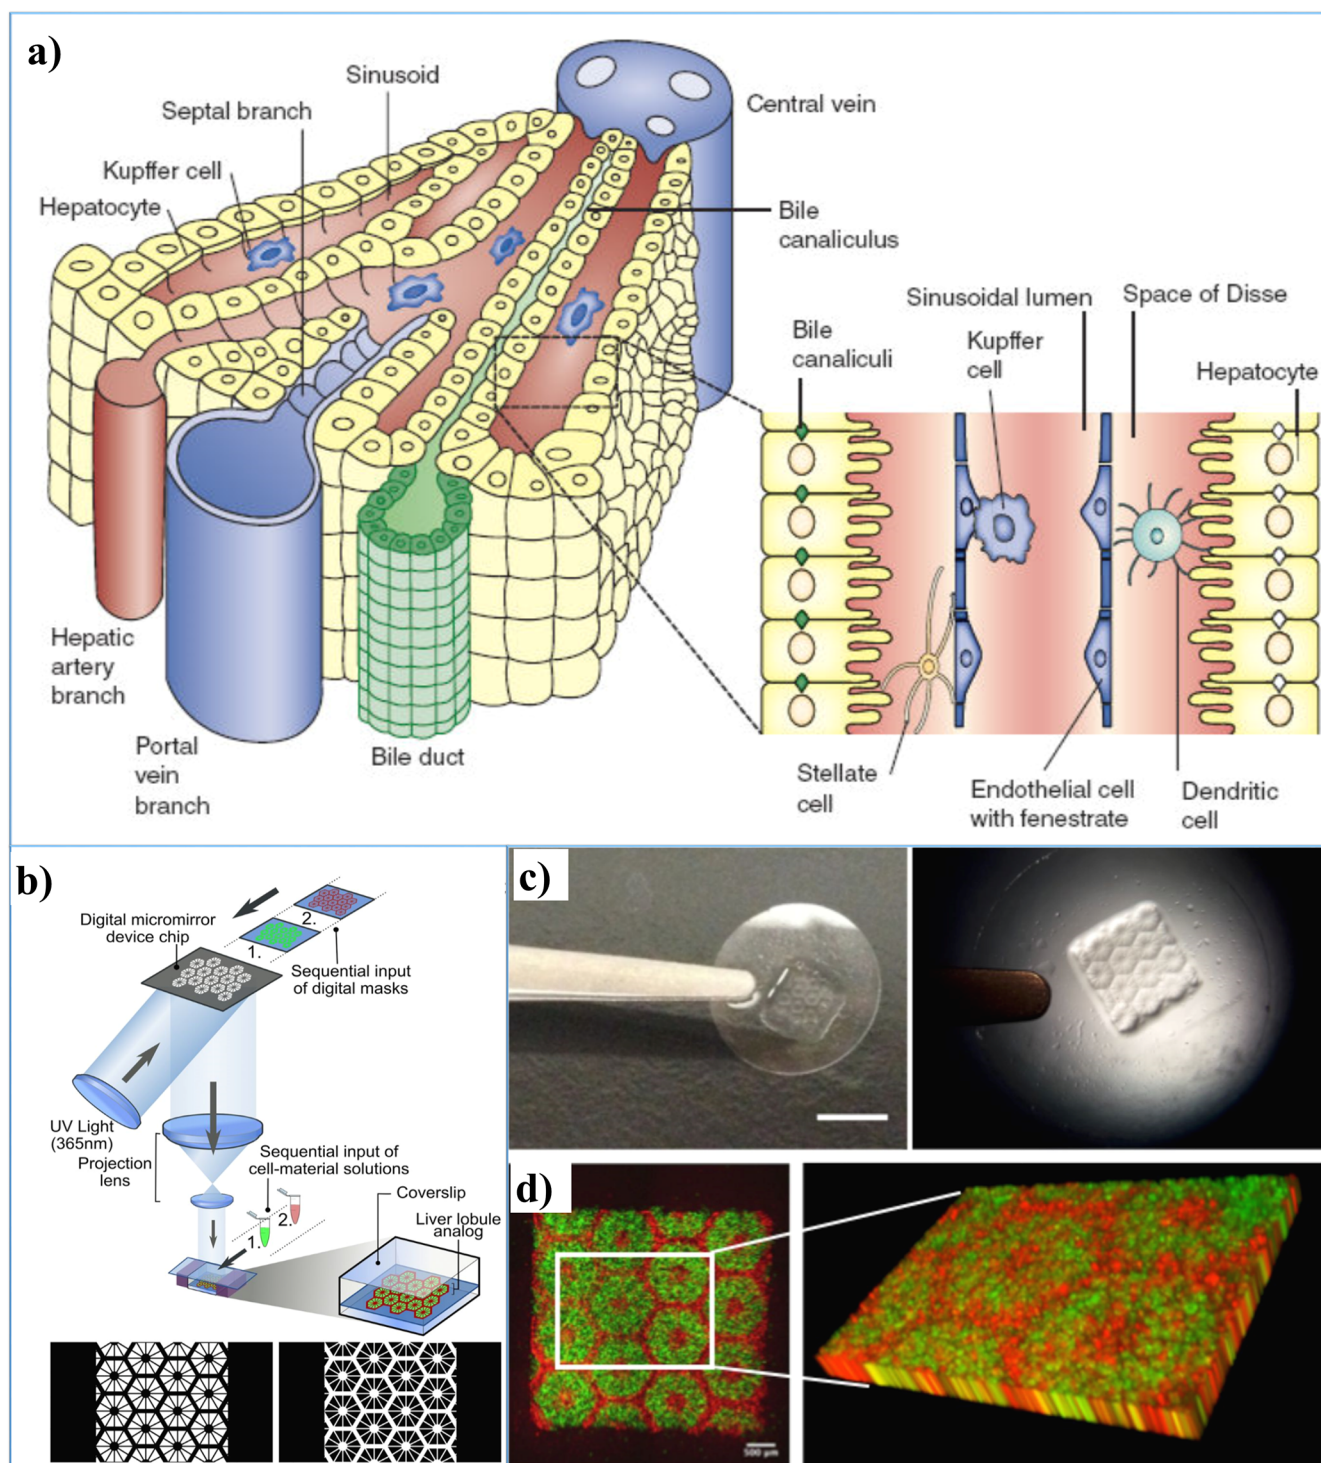 a)
Sinusoid
Septal branch
Kupffer cell
Hepatocyte
Central vein
Bile
canaliculus
Hepatic
artery
branch
Portal
vein
branch
Bile duct
Bile
canaliculi
Sinusoidal lumen
Kupffer
cell
Space of Disse
Hepatocyte
Stellate
cell
Endothelial cell
with fenestrate
Dendritic
cell
b)
Digital micromirror
device chip
2.
1.
Sequential input
of digital masks
UV Light
(365nm)
Projection
lens
Sequential input of
cell-material solutions
2.
1.
Coverslip
Liver lobule
analog
c)
d)
500 µm